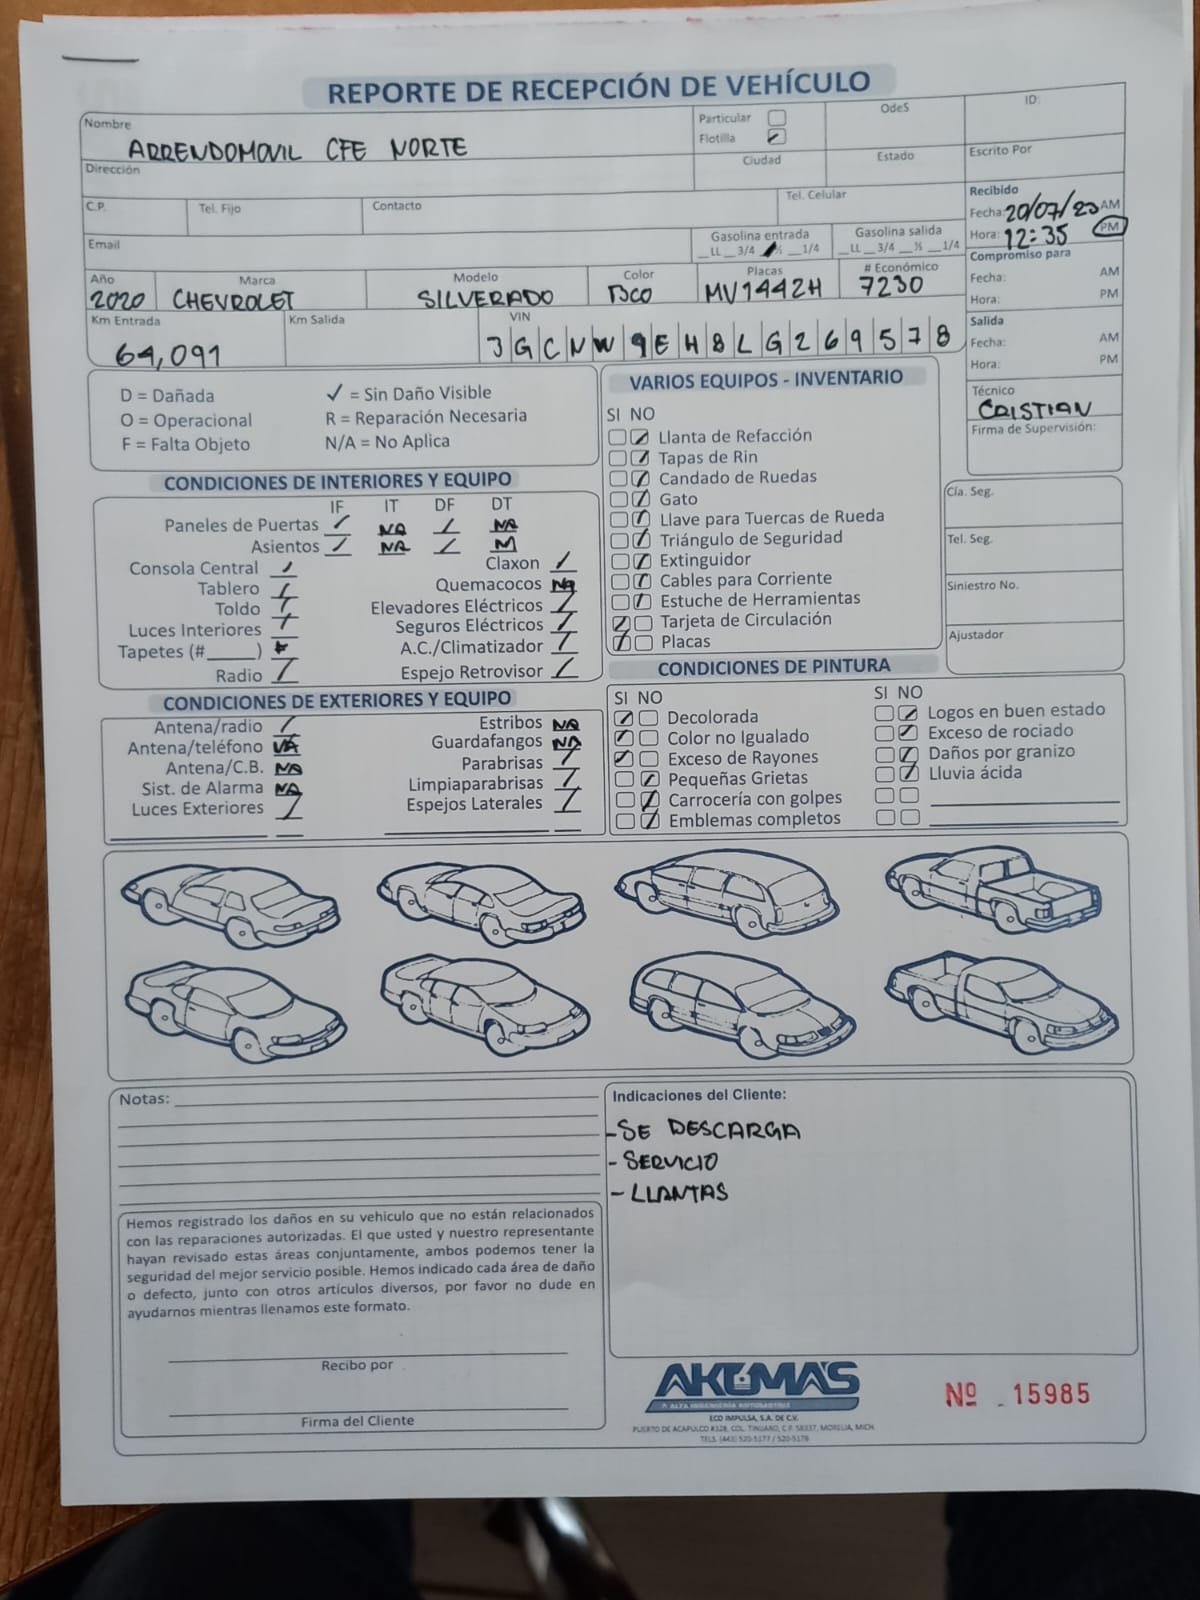 REPORTE DE RECEPCIÓN DE VEHÍCULO
Nombre ARRENDOMOVIL CFE NORTE
Particular
Flotilla
OdeS
ID:
Dirección
Ciudad
Estado
Escrito Por
C.P.
Tel. Fijo
Contacto
Tel. Celular
Recibido
Fecha: 20/07/23 AM
Hora: 12:35 PM
Email
Gasolina entrada
__LL __3/4 __½ __1/4
Gasolina salida
__LL __3/4 __½ __1/4
Compromiso para
Fecha: AM
Hora: PM
Año 2020
Marca CHEVROLET
Modelo SILVERADO
Color BCO
Placas MV1442H
# Económico 7230
Km Entrada 64,091
Km Salida
VIN 3GCNW9EH8LG269578
Salida
Fecha: AM
Hora: PM
Técnico
CRISTIAN
Firma de Supervisión:
D = Dañada
✓ = Sin Daño Visible
O = Operacional
R = Reparación Necesaria
F = Falta Objeto
N/A = No Aplica
CONDICIONES DE INTERIORES Y EQUIPO
IF IT DF DT
Paneles de Puertas / NA / NA
Asientos / NA /
Consola Central /
Claxon /
Tablero /
Quemacocos NA
Toldo /
Elevadores Eléctricos /
Luces Interiores /
Seguros Eléctricos /
Tapetes (#_____)
A.C./Climatizador /
Radio /
Espejo Retrovisor /
CONDICIONES DE EXTERIORES Y EQUIPO
Antena/radio /
Estribos NA
Antena/teléfono NA
Guardafangos NA
Antena/C.B. NA
Parabrisas /
Sist. de Alarma NA
Limpiaparabrisas /
Luces Exteriores /
Espejos Laterales /
VARIOS EQUIPOS - INVENTARIO
SI NO
Llanta de Refacción
Tapas de Rin
Candado de Ruedas
Gato
Llave para Tuercas de Rueda
Triángulo de Seguridad
Extinguidor
Cables para Corriente
Estuche de Herramientas
Tarjeta de Circulación
Placas
Cía. Seg.
Tel. Seg.
Siniestro No.
Ajustador
CONDICIONES DE PINTURA
SI NO
Decolorada
Color no Igualado
Exceso de Rayones
Pequeñas Grietas
Carrocería con golpes
Emblemas completos
SI NO
Logos en buen estado
Exceso de rociado
Daños por granizo
Lluvia ácida
Notas:
Indicaciones del Cliente:
-SE DESCARGA
- SERVICIO
- LLANTAS
Hemos registrado los daños en su vehiculo que no están relacionados
con las reparaciones autorizadas. El que usted y nuestro representante
hayan revisado estas áreas conjuntamente, ambos podemos tener la
seguridad del mejor servicio posible. Hemos indicado cada área de daño
o defecto, junto con otros artículos diversos, por favor no dude en
ayudarnos mientras llenamos este formato.
Recibo por
Firma del Cliente
AKUMAS
ALTA INGENIERÍA AUTOMOTRIZ
ECO IMPULSA, S.A. DE C.V.
PUERTO DE ACAPULCO #328, COL. TINIJARO, C.P. 58337, MORELIA, MICH.
TELS. (443) 520-5177 / 520-5178
Nº 15985